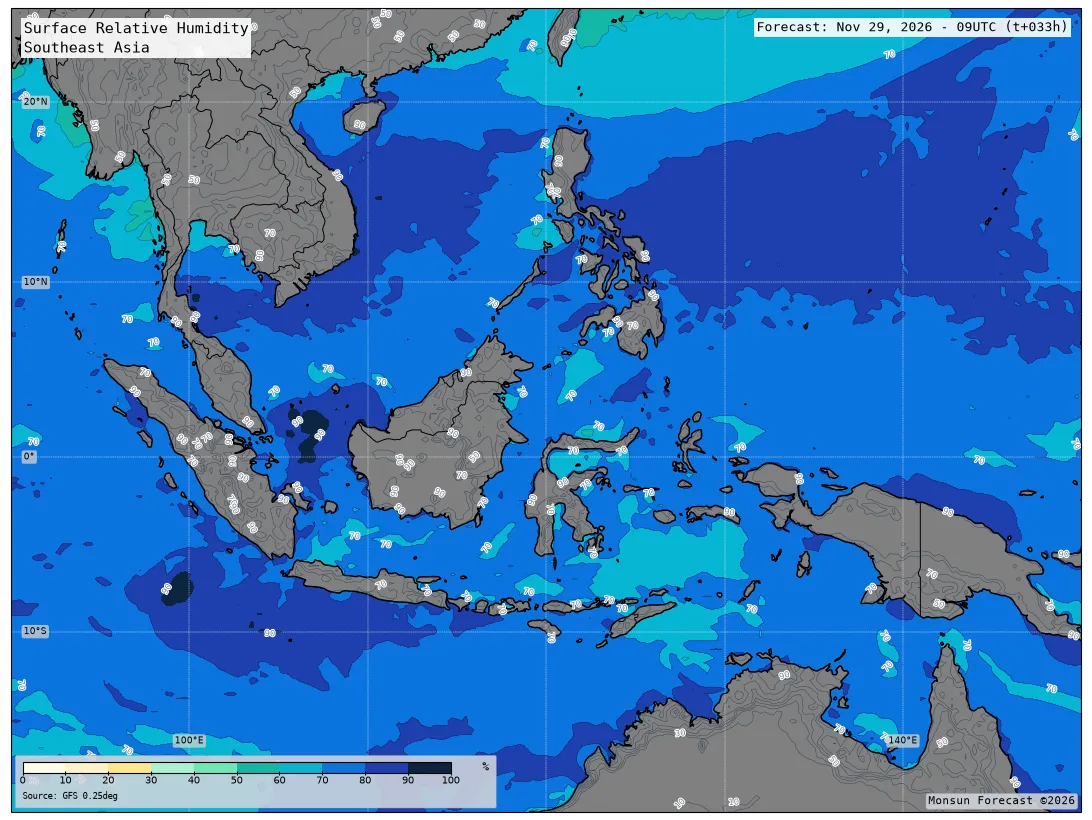 Surface Relative Humidity
Southeast Asia
Forecast: Nov 29, 2026 - 09UTC (t+033h)
20°N
10°N
0°
10°S
100°E
140°E
0 10 20 30 40 50 60 70 80 90 100
%
Source: GFS 0.25deg
Monsun Forecast ©2026